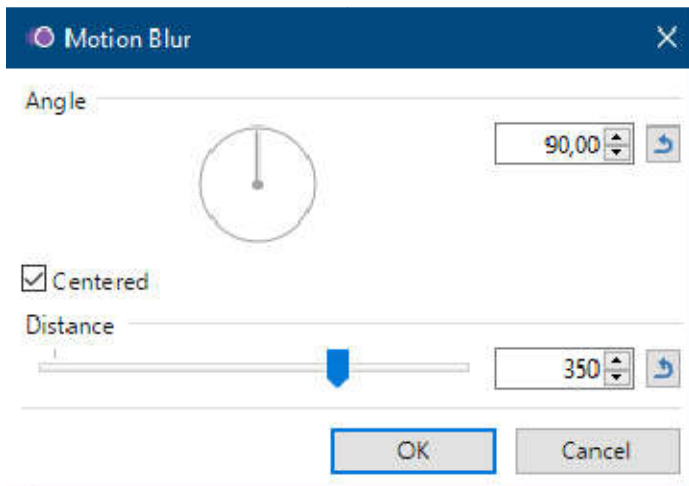 Motion Blur
Angle
90,00
Centered
Distance
350
OK
Cancel